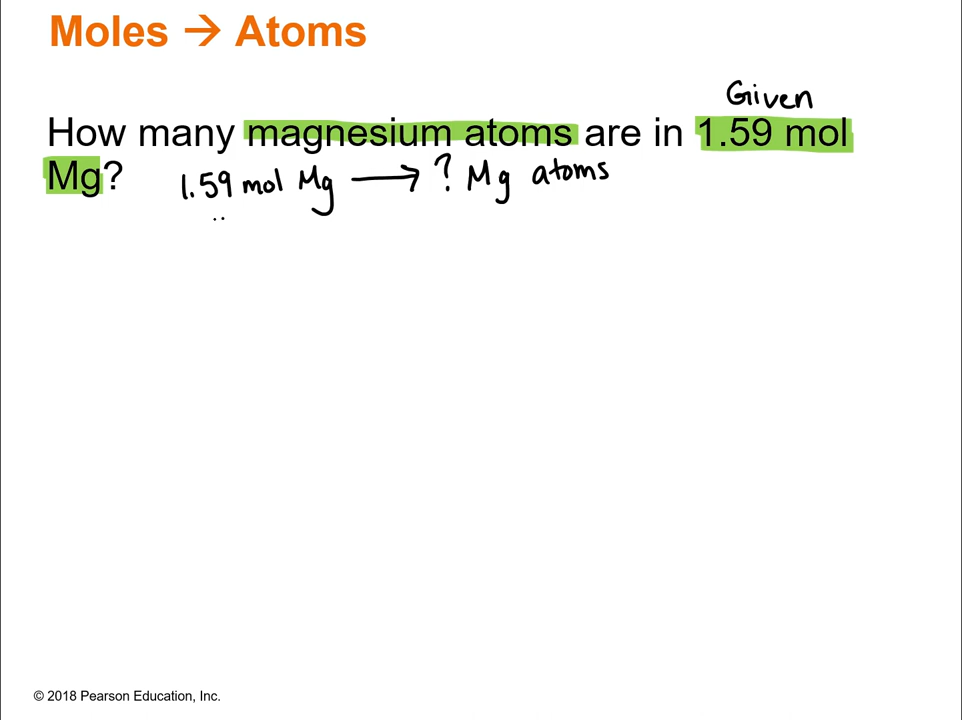 Moles → Atoms
Given
How many magnesium atoms are in 1.59 mol
Mg?
1.59 mol Mg ⟶ ? Mg atoms
© 2018 Pearson Education, Inc.